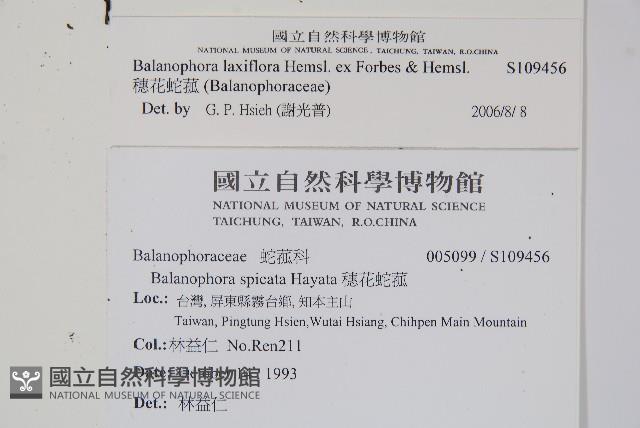 國立自然科學博物館
NATIONAL MUSEUM OF NATURAL SCIENCE, TAICHUNG, TAIWAN, R.O.CHINA
Balanophora laxiflora Hemsl. ex Forbes & Hemsl. S109456
穗花蛇菰 (Balanophoraceae)
Det. by G. P. Hsieh (謝光普) 2006/8/ 8
國立自然科學博物館
NATIONAL MUSEUM OF NATURAL SCIENCE
TAICHUNG, TAIWAN, R.O.CHINA
Balanophoraceae 蛇菰科 005099 / S109456
Balanophora spicata Hayata 穗花蛇菰
Loc.: 台灣, 屏東縣霧台鄉, 知本主山
Taiwan, Pingtung Hsien,Wutai Hsiang, Chihpen Main Mountain
Col.:林益仁 No.Ren211
Date: 1993
國立自然科學博物館
NATIONAL MUSEUM OF NATURAL SCIENCE
Det.: 林益仁